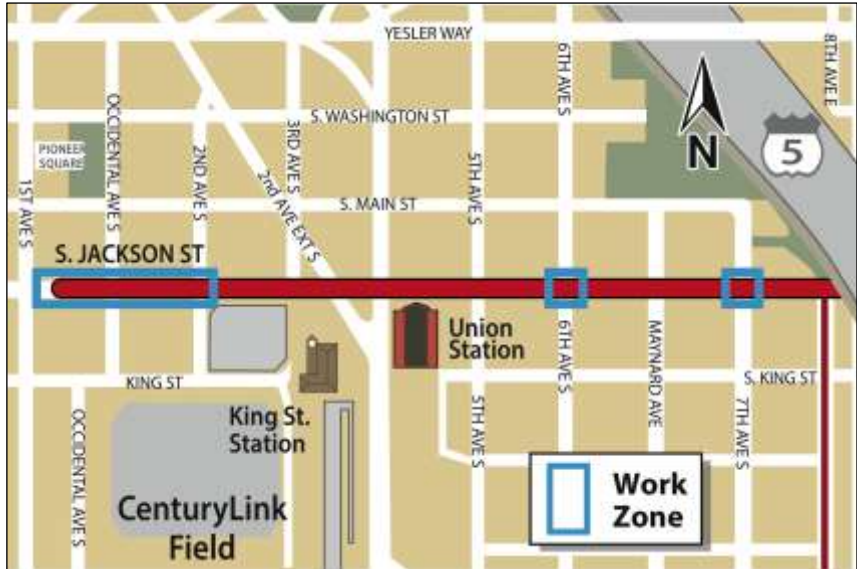 YESLER WAY
8TH AVE E
6TH AVE S
OCCIDENTAL AVE S
S. WASHINGTON ST
3RD AVE S
N
5
PIONEER
SQUARE
2ND AVE S
5TH AVE S
1ST AVE S
2nd AVE EXT S
S. MAIN ST
S. JACKSON ST
Union
Station
6TH AVE S
MAYNARD AVE
7TH AVE S
KING ST
S. KING ST
OCCIDENTAL AVE S
King St.
Station
5TH AVE S
CenturyLink
Field
Work
Zone